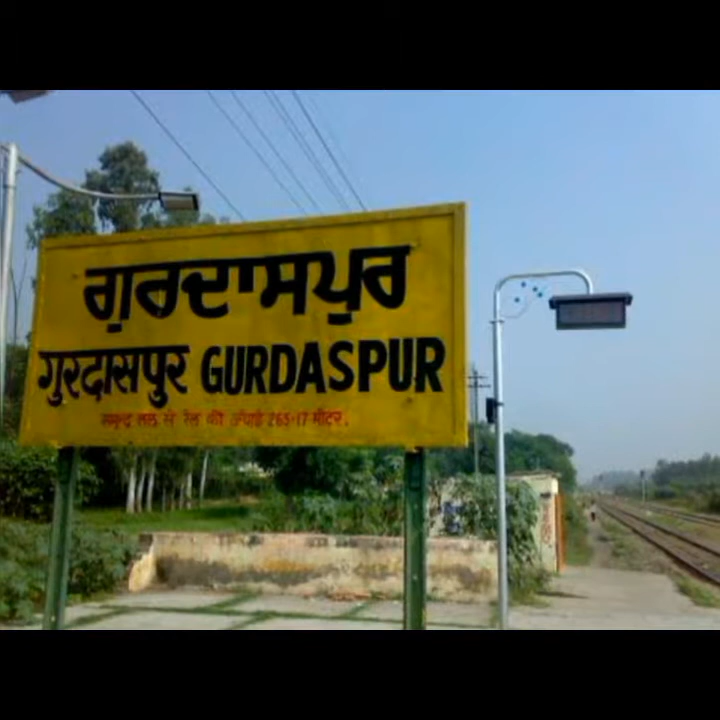 ਗੁਰਦਾਸਪੁਰ
गुरदासपुर GURDASPUR
समुन्द्र तल से रेल की ऊंचाई 265·17 मीटर.